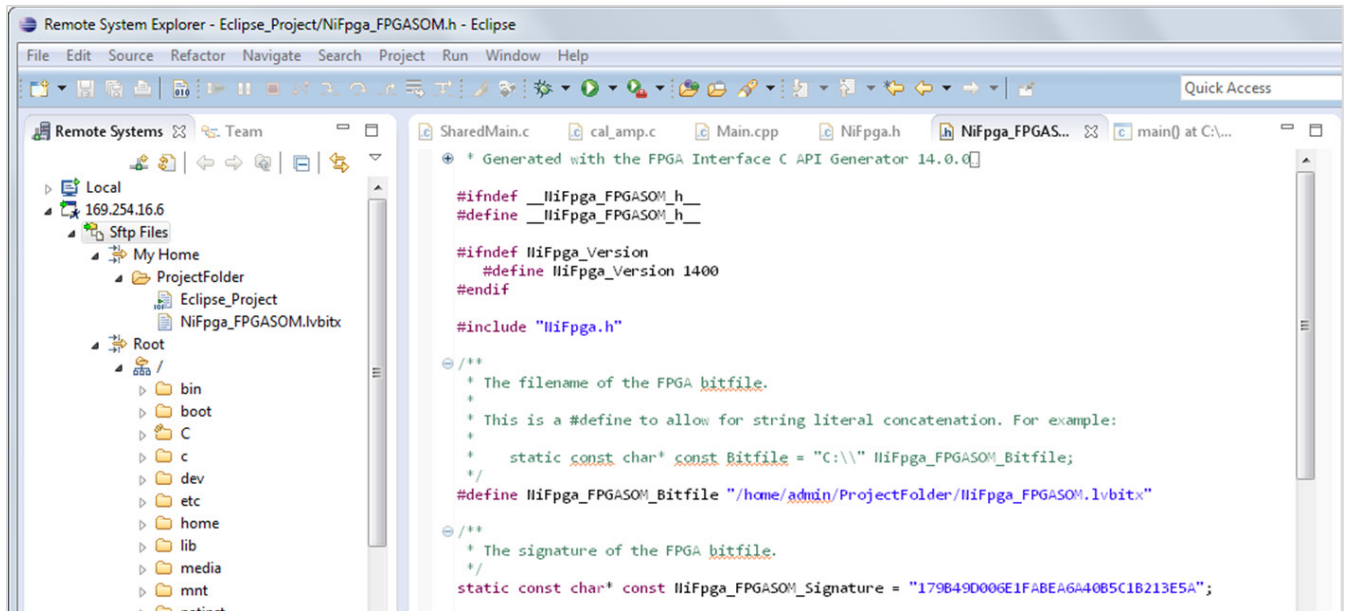 Remote System Explorer - Eclipse_Project/NiFpga_FPGASOM.h - Eclipse
File Edit Source Refactor Navigate Search Project Run Window Help
Quick Access
Remote Systems Team
Local
169.254.16.6
Sftp Files
My Home
ProjectFolder
Eclipse_Project
NiFpga_FPGASOM.lvbitx
Root
/
bin
boot
C
c
dev
etc
home
lib
media
mnt
SharedMain.c cal_amp.c Main.cpp NiFpga.h NiFpga_FPGAS... main() at C:\...
* Generated with the FPGA Interface C API Generator 14.0.0
#ifndef __NiFpga_FPGASOM_h__
#define __NiFpga_FPGASOM_h__
#ifndef NiFpga_Version
#define NiFpga_Version 1400
#endif
#include "NiFpga.h"
/**
* The filename of the FPGA bitfile.
*
* This is a #define to allow for string literal concatenation. For example:
*
* static const char* const Bitfile = "C:\\" NiFpga_FPGASOM_Bitfile;
*/
#define NiFpga_FPGASOM_Bitfile "/home/admin/ProjectFolder/NiFpga_FPGASOM.lvbitx"
/**
* The signature of the FPGA bitfile.
*/
static const char* const NiFpga_FPGASOM_Signature = "179B49D006E1FABEA6A40B5C1B213E5A";